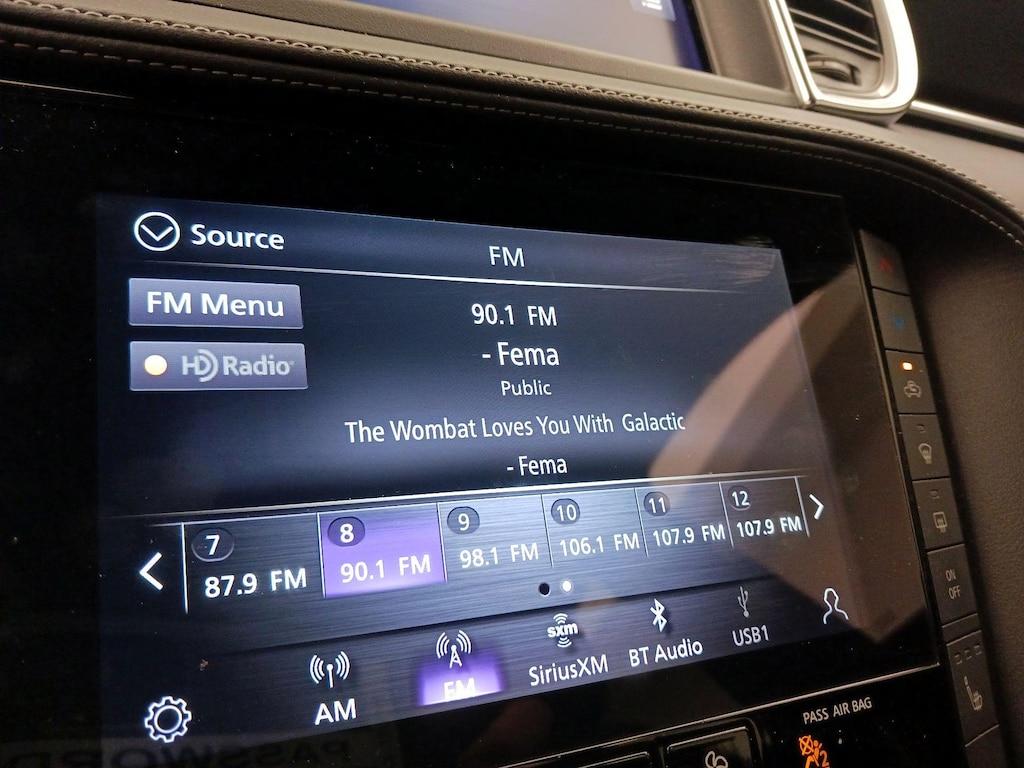 Source
FM
FM Menu
HD Radio
90.1 FM
- Fema
Public
The Wombat Loves You With Galactic
- Fema
7
87.9 FM
8
90.1 FM
9
98.1 FM
10
106.1 FM
11
107.9 FM
12
107.9 FM
AM
FM
sxm
SiriusXM
BT Audio
USB1
ON
OFF
PASS AIR BAG
2